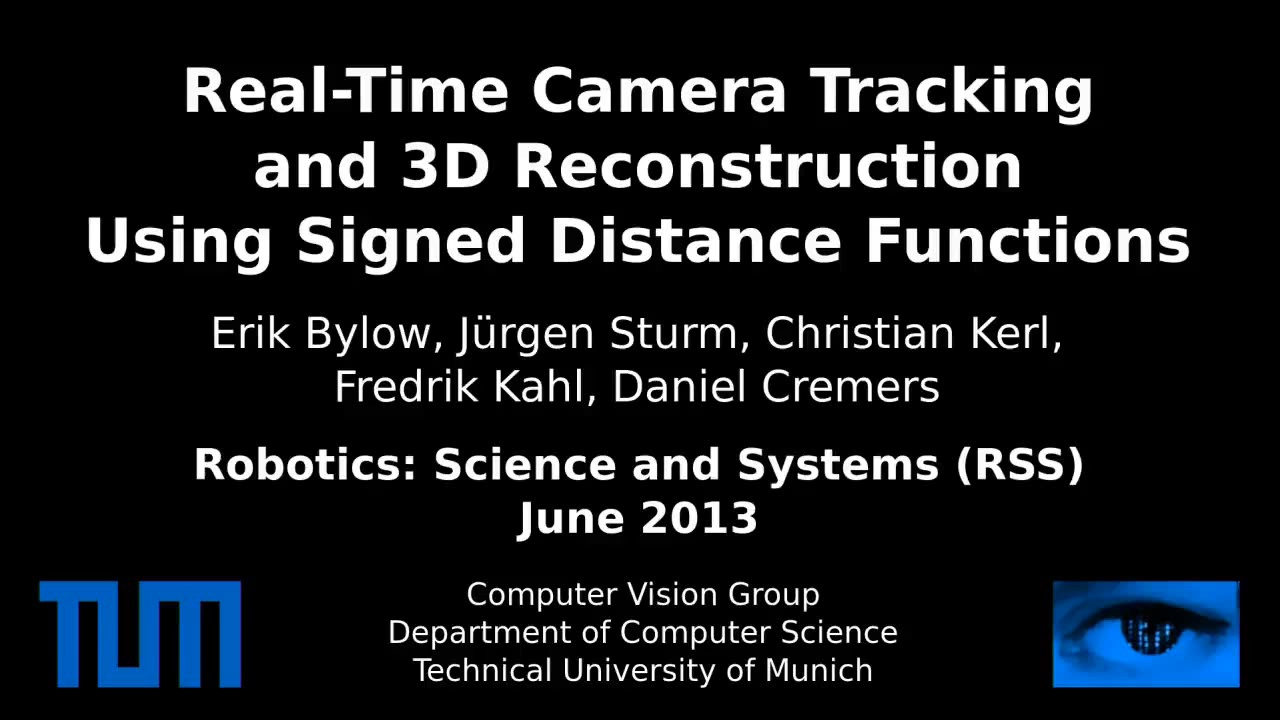 Real-Time Camera Tracking
and 3D Reconstruction
Using Signed Distance Functions
Erik Bylow, Jürgen Sturm, Christian Kerl,
Fredrik Kahl, Daniel Cremers
Robotics: Science and Systems (RSS)
June 2013
Computer Vision Group
Department of Computer Science
Technical University of Munich
TUM